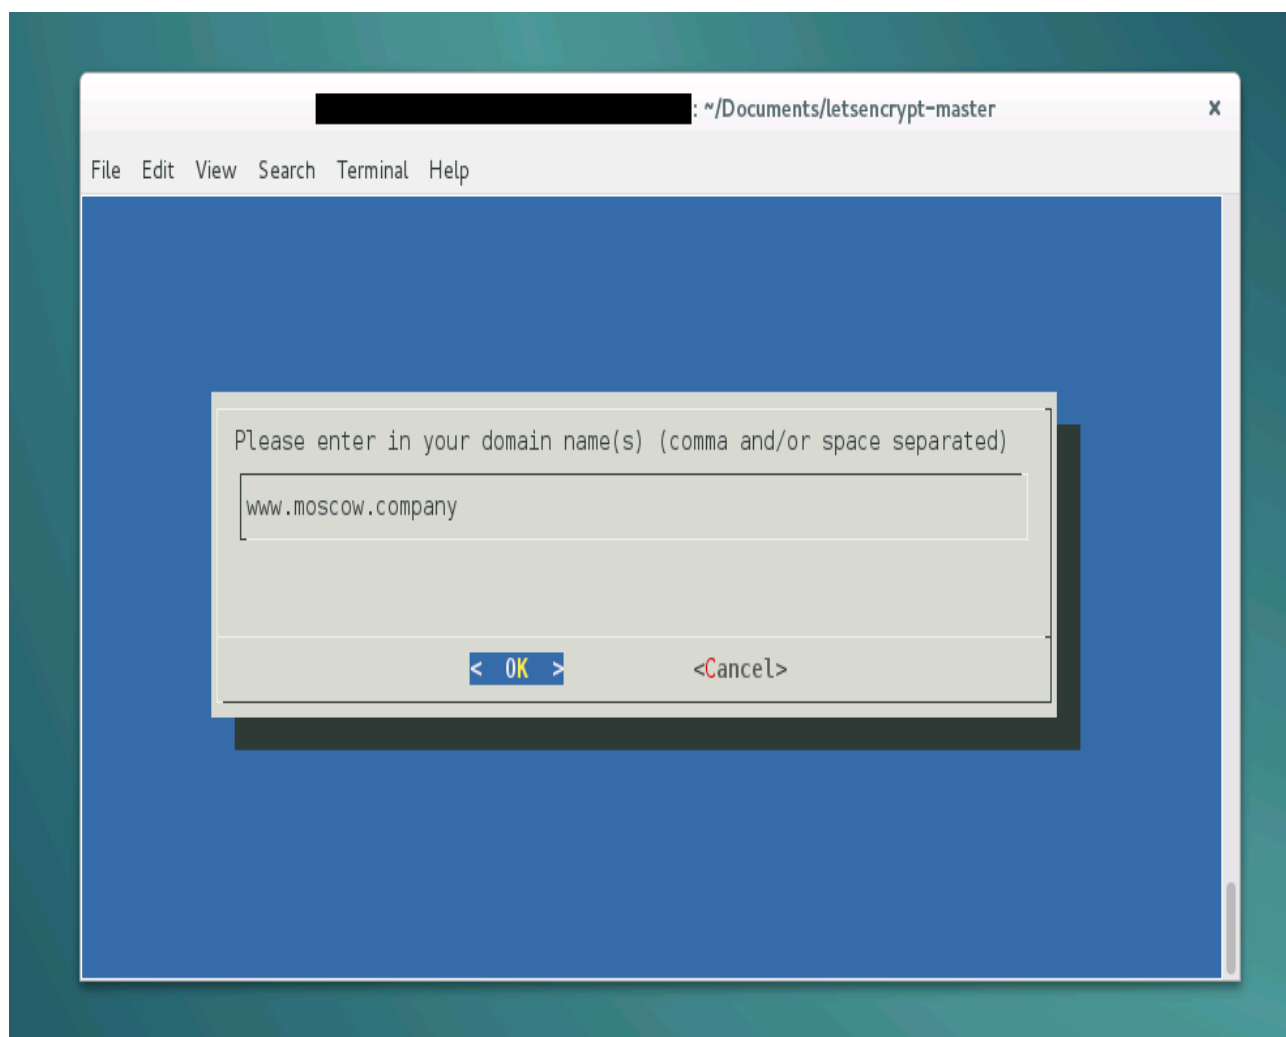 : ~/Documents/letsencrypt-master x
File Edit View Search Terminal Help
Please enter in your domain name(s) (comma and/or space separated)
www.moscow.company
< OK > <Cancel>